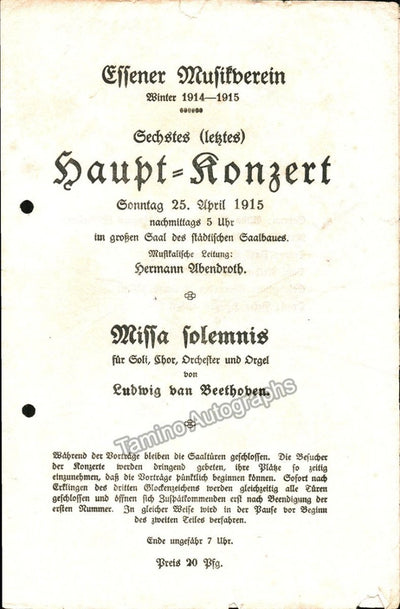 Essener Musikverein
Winter 1914—1915
Sechstes (letztes)
Haupt-Konzert
Sonntag 25. April 1915
nachmittags 5 Uhr
im großen Saal des städtischen Saalbaues.
Musikalische Leitung:
Hermann Abendroth.
Missa solemnis
für Soli, Chor, Orchester und Orgel
von
Ludwig van Beethoven.
Tamino Autographs
Während der Vorträge bleiben die Saaltüren geschlossen. Die Besucher
der Konzerte werden dringend gebeten, ihre Plätze so zeitig
einzunehmen, daß die Vorträge pünktlich beginnen können. Sofort nach
Erklingen des dritten Glockenzeichens werden gleichzeitig alle Türen
geschlossen und öffnen sich Zuspätkommenden erst nach Beendigung der
ersten Nummer. In gleicher Weise wird in der Pause vor Beginn
des zweiten Teiles verfahren.
Ende ungefähr 7 Uhr.
Preis 20 Pfg.